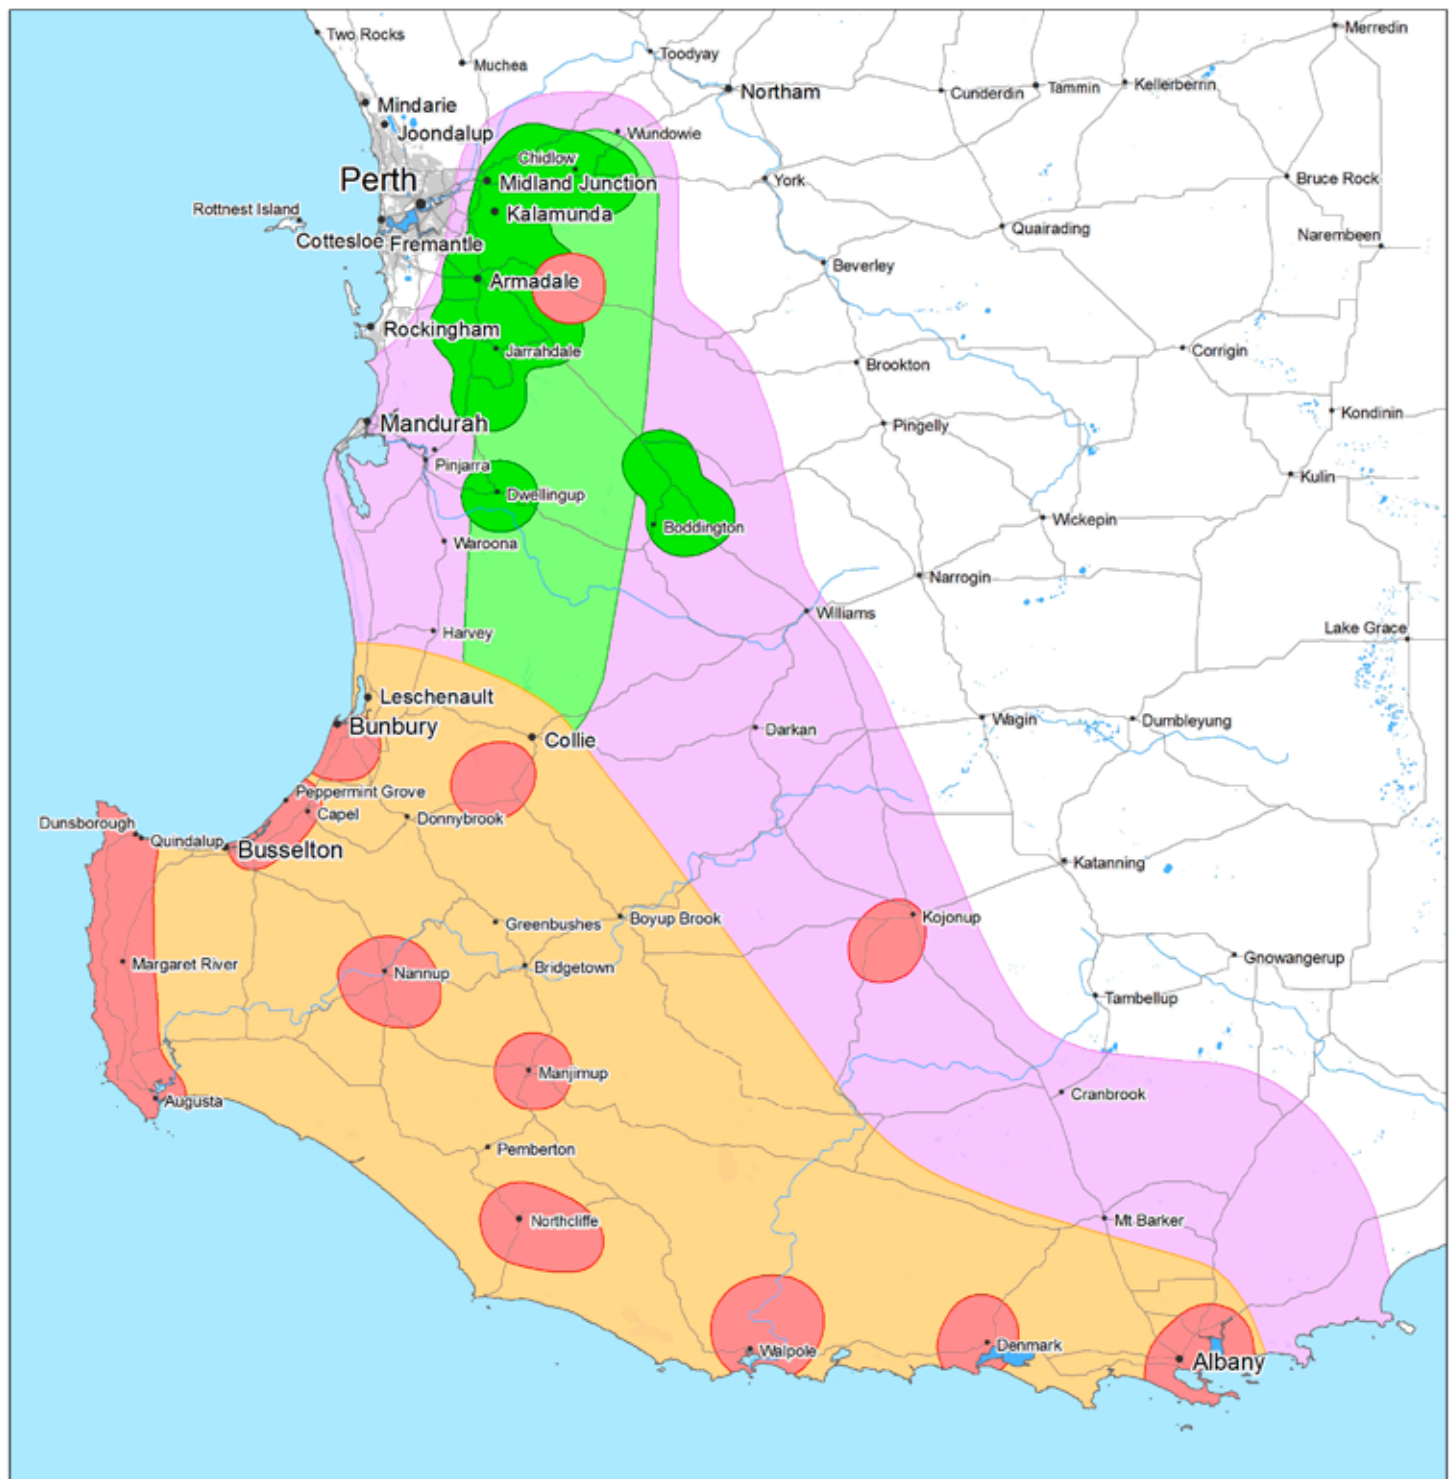 Two Rocks
Merredin
Toodyay
Muchea
Kellerberrin
Tammin
Northam
Cunderdin
Mindarie
Joondalup
Wundowie
Chidlow
Perth
Midland Junction
York
Bruce Rock
Rottnest Island
Kalamunda
Quairading
Narembeen
Cottesloe
Fremantle
Beverley
Armadale
Rockingham
Jarrahdale
Corrigin
Brookton
Kondinin
Mandurah
Pingelly
Pinjarra
Kulin
Dwellingup
Wickepin
Boddington
Waroona
Narrogin
Williams
Lake Grace
Harvey
Leschenault
Wagin
Dumbleyung
Bunbury
Darkan
Collie
Peppermint Grove
Capel
Donnybrook
Dunsborough
Quindalup
Busselton
Katanning
Kojonup
Greenbushes
Boyup Brook
Gnowangerup
Margaret River
Bridgetown
Nannup
Tambellup
Manjimup
Cranbrook
Augusta
Pemberton
Northcliffe
Mt Barker
Denmark
Walpole
Albany